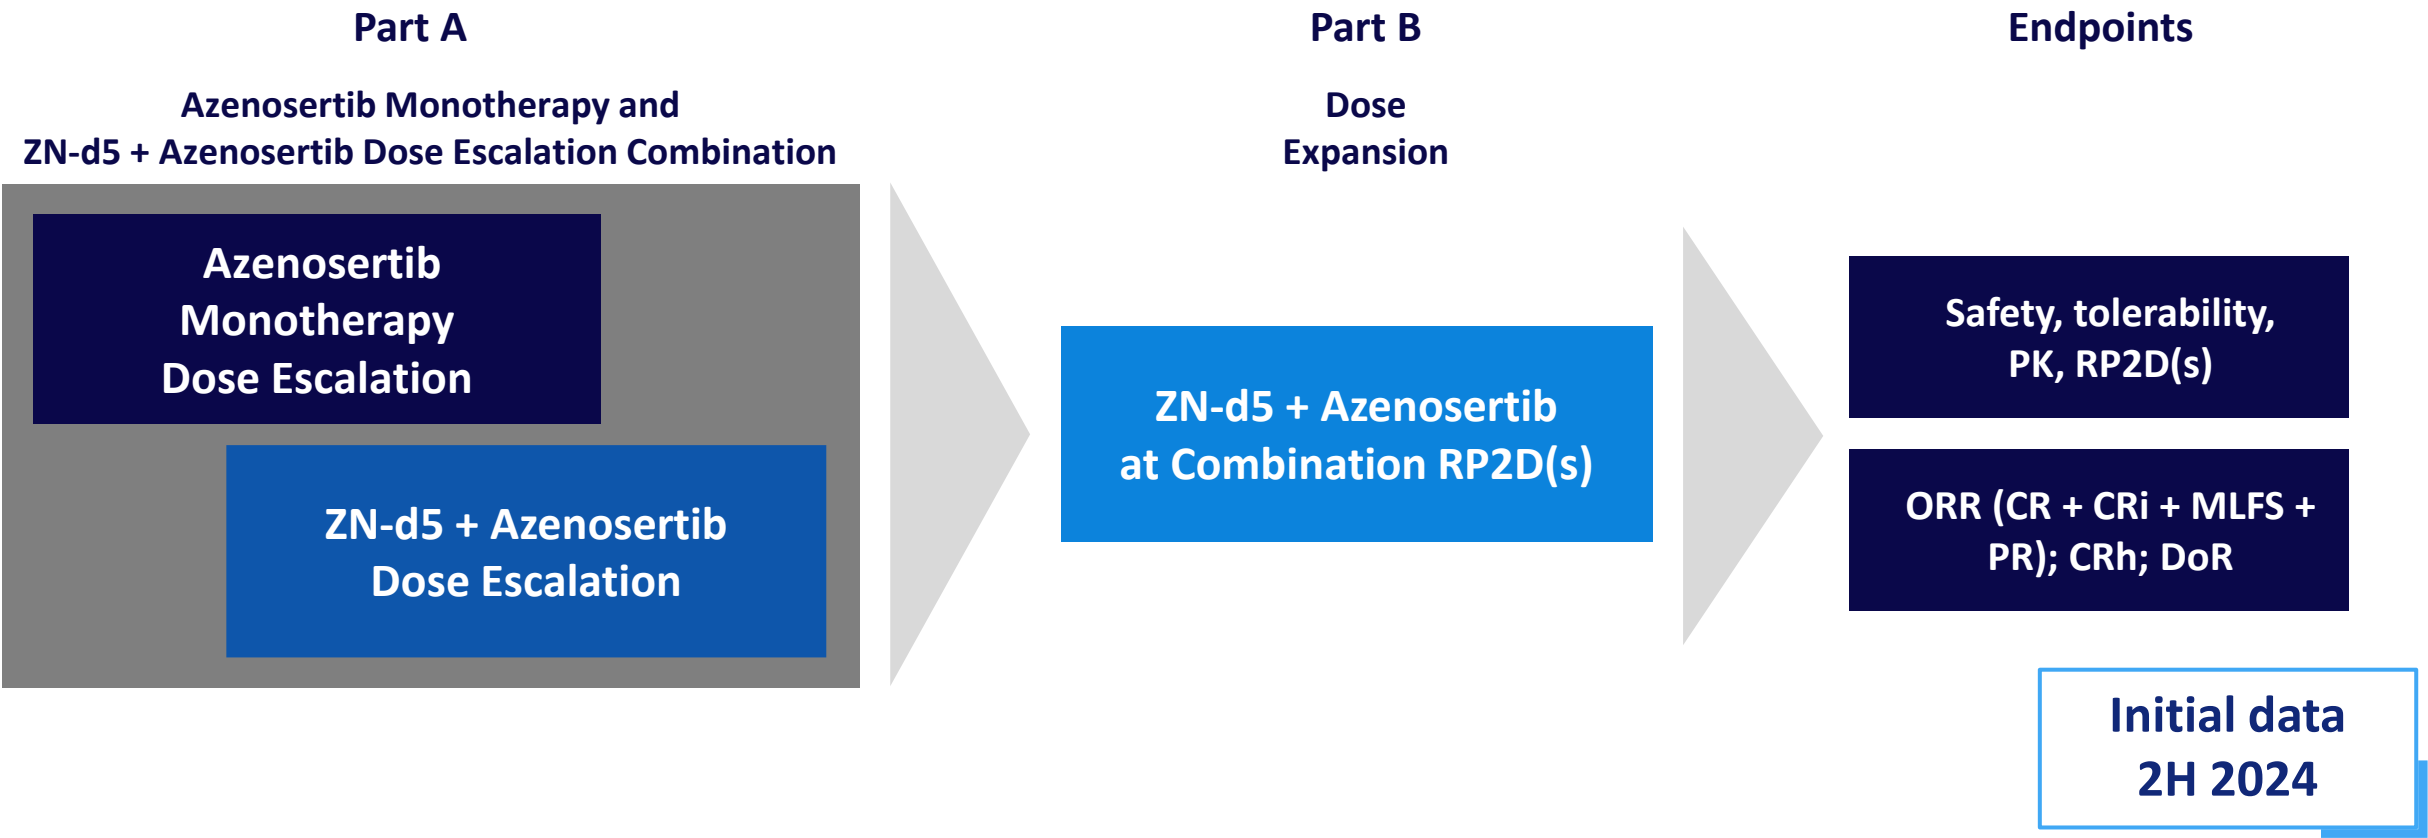 Part A
Azenosertib Monotherapy and
ZN-d5 + Azenosertib Dose Escalation Combination
Azenosertib
Monotherapy
Dose Escalation
ZN-d5 + Azenosertib
Dose Escalation
Part B
Dose
Expansion
ZN-d5 + Azenosertib
at Combination RP2D(s)
Endpoints
Safety, tolerability,
PK, RP2D(s)
ORR (CR + CRi + MLFS +
PR); CRh; DoR
Initial data
2H 2024